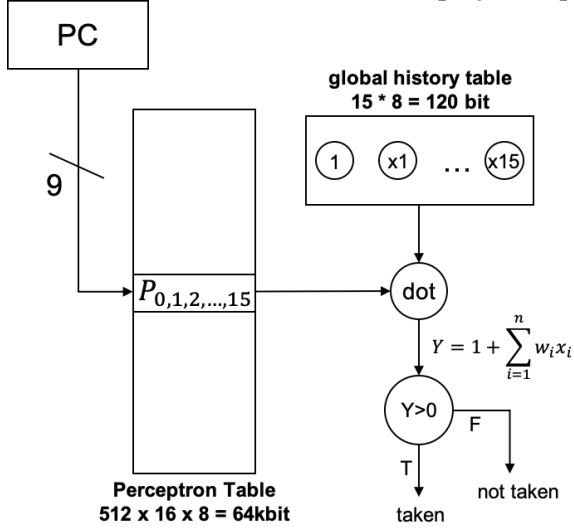 PC
global history table
15 * 8 = 120 bit
1 x1 ... x15
9
P₀,₁,₂,...,₁₅
dot
Y = 1 + ∑ⁿᵢ₌₁ wᵢxᵢ
Y>0
F
T
not taken
taken
Perceptron Table
512 x 16 x 8 = 64kbit